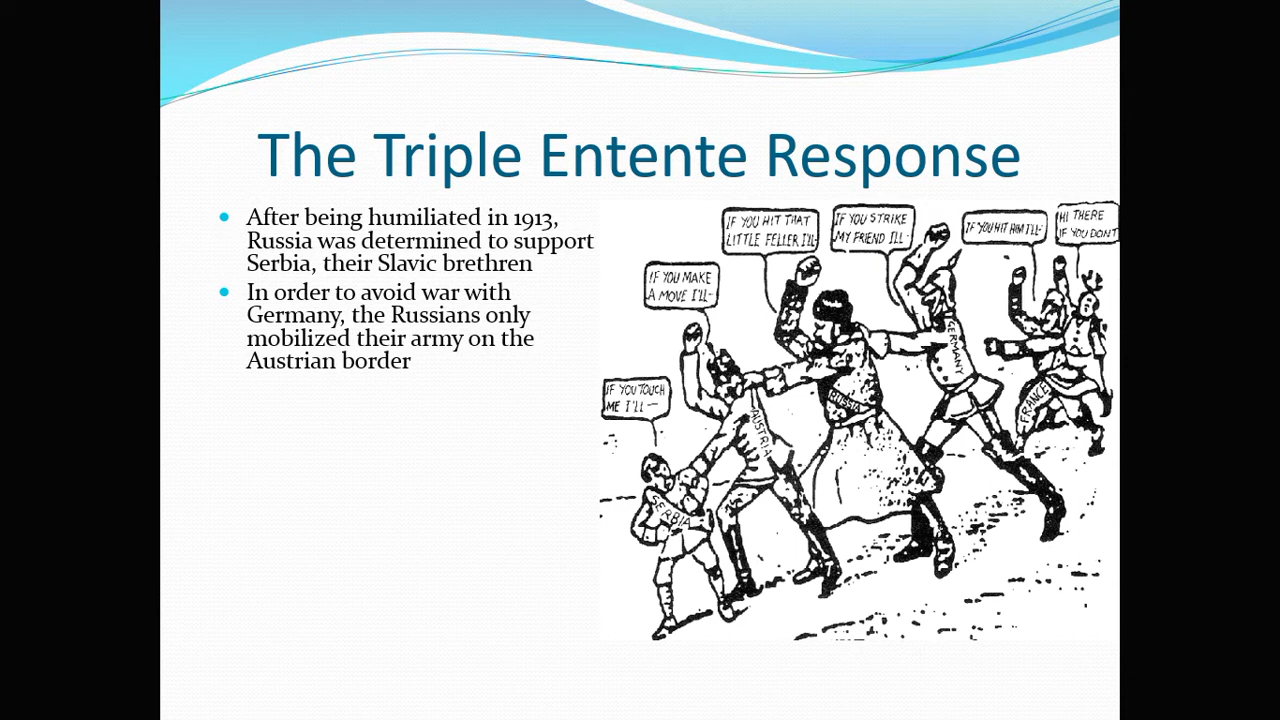 The Triple Entente Response
After being humiliated in 1913,
Russia was determined to support
Serbia, their Slavic brethren
In order to avoid war with
Germany, the Russians only
mobilized their army on the
Austrian border
IF YOU TOUCH
ME I'LL—
IF YOU MAKE
A MOVE I'LL-
IF YOU HIT THAT
LITTLE FELLER I'LL-
IF YOU STRIKE
MY FRIEND I'LL-
IF YOU HIT HIM I'LL-
HI THERE
IF YOU DON'T
SERBIA
AUSTRIA
RUSSIA
GERMANY
FRANCE